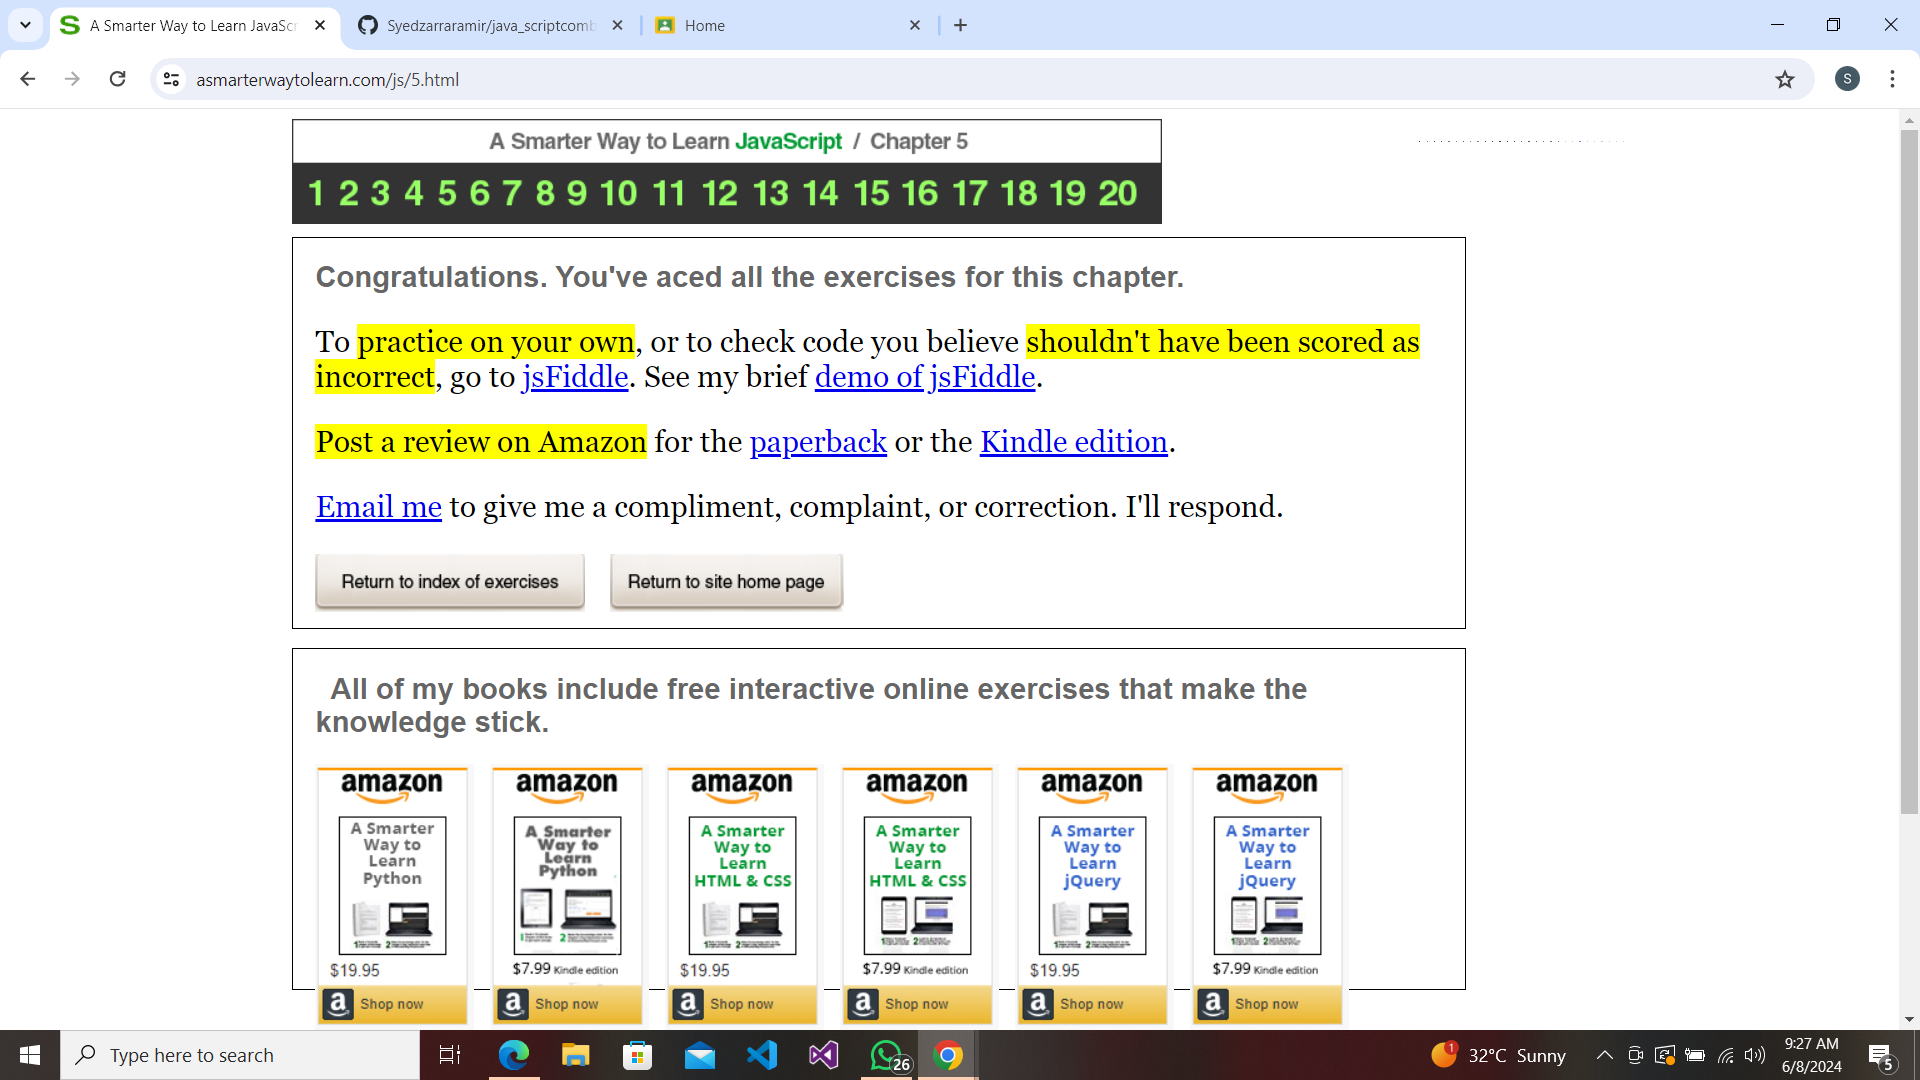 A Smarter Way to Learn JavaScr
Syedzarraramir/java_scriptcomb
Home
asmarterwaytolearn.com/js/5.html
S
A Smarter Way to Learn JavaScript / Chapter 5
1 2 3 4 5 6 7 8 9 10 11 12 13 14 15 16 17 18 19 20
Congratulations. You've aced all the exercises for this chapter.
To practice on your own, or to check code you believe shouldn't have been scored as
incorrect, go to jsFiddle. See my brief demo of jsFiddle.
Post a review on Amazon for the paperback or the Kindle edition.
Email me to give me a compliment, complaint, or correction. I'll respond.
Return to index of exercises
Return to site home page
All of my books include free interactive online exercises that make the
knowledge stick.
amazon
A Smarter
Way to
Learn
Python
$19.95
Shop now
amazon
A Smarter
Way to
Learn
Python
$7.99 Kindle edition
Shop now
amazon
A Smarter
Way to
Learn
HTML & CSS
$19.95
Shop now
amazon
A Smarter
Way to
Learn
HTML & CSS
$7.99 Kindle edition
Shop now
amazon
A Smarter
Way to
Learn
jQuery
$19.95
Shop now
amazon
A Smarter
Way to
Learn
jQuery
$7.99 Kindle edition
Shop now
Type here to search
26
1
32°C Sunny
9:27 AM
6/8/2024
5